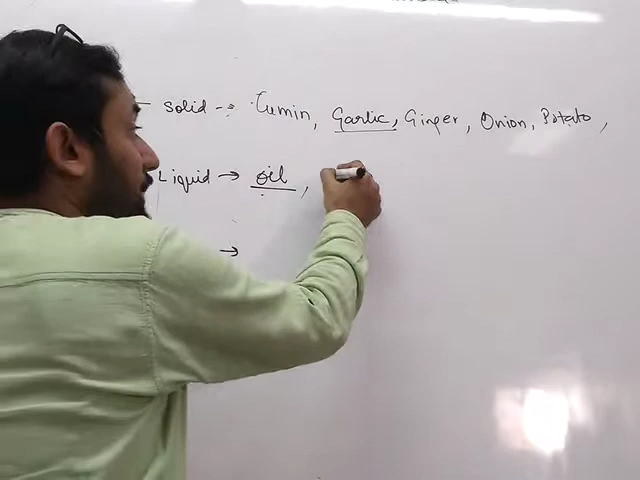 Solid → Cumin, Garlic, Ginger, Onion, Potato,
Liquid → oil,
→